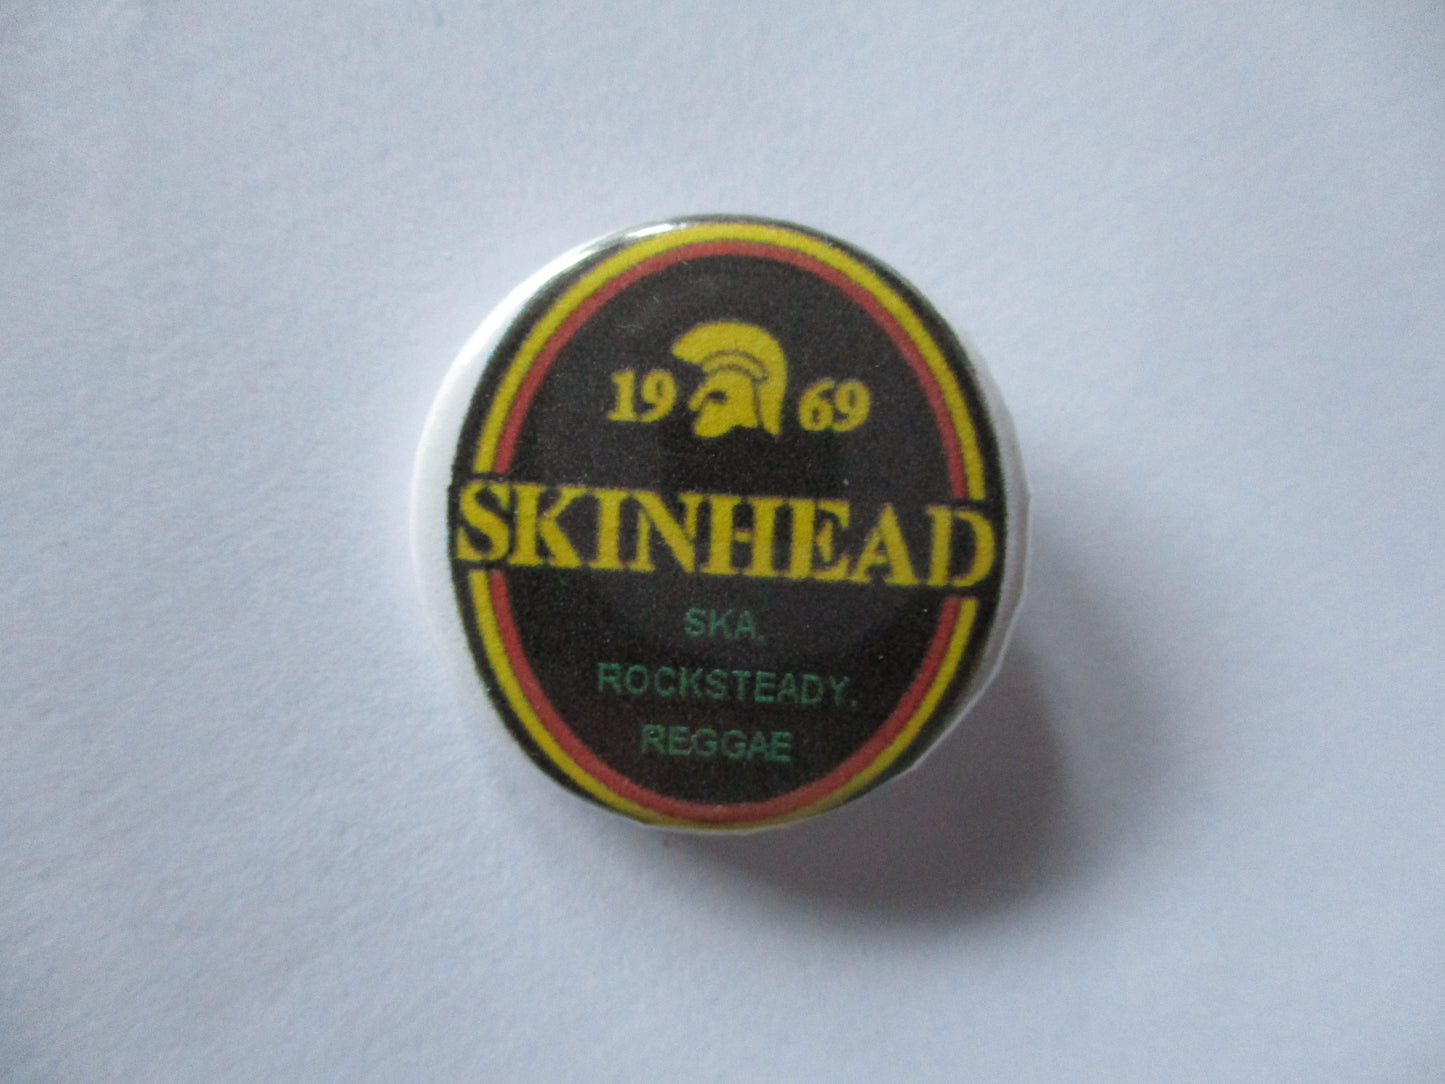 19 69
SKINHEAD
SKA.
ROCKSTEADY,
REGGAE